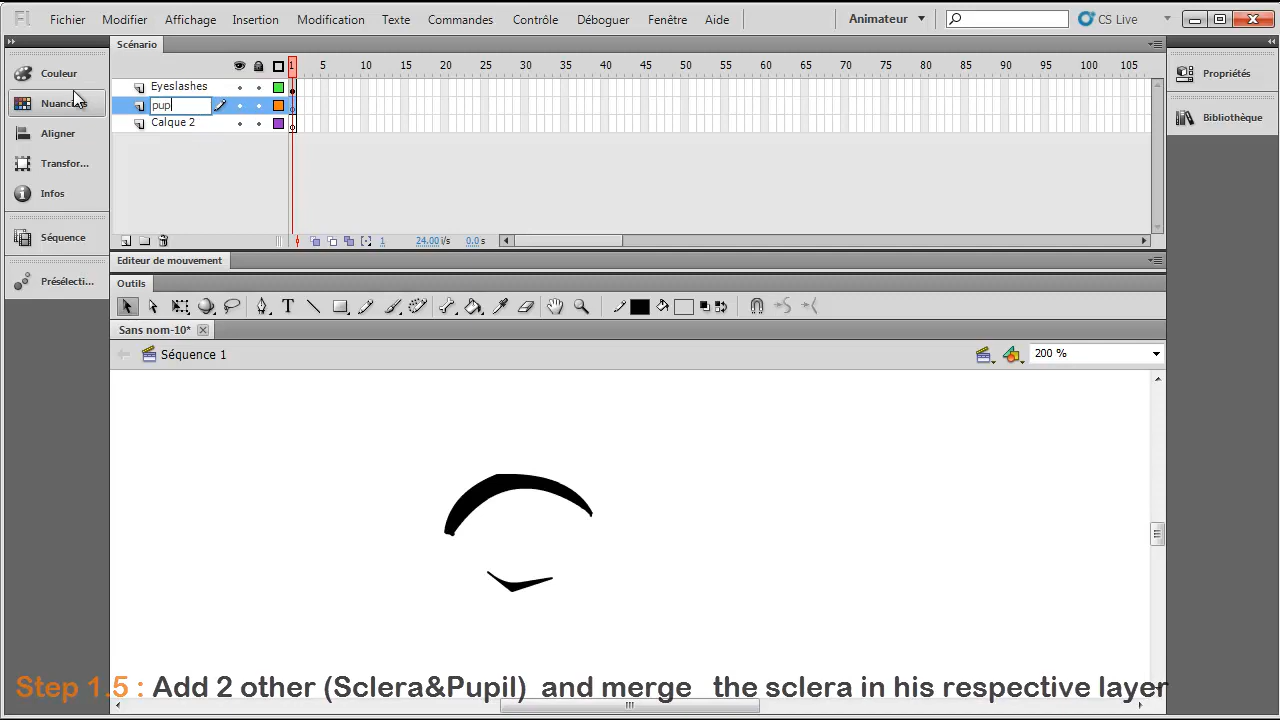 Fichier Modifier Affichage Insertion Modification Texte Commandes Contrôle Déboguer Fenêtre Aide Animateur CS Live
Scénario
Couleur
Aligner
Transfor...
Infos
Séquence
Présélecti...
1 5 10 15 20 25 30 35 40 45 50 55 60 65 70 75 80 85 90 95 100 105
Eyeslashes
pup
Calque 2
1 24.00 i/s 0.0 s
Editeur de mouvement
Outils
Sans nom-10*
Séquence 1
200 %
Propriétés
Bibliothèque
Step 1.5 : Add 2 other (Sclera&Pupil) and merge the sclera in his respective layer